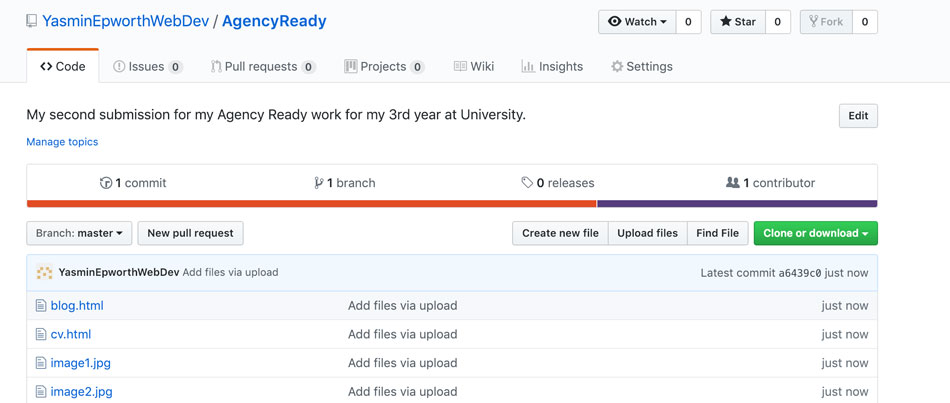 YasminEpworthWebDev / AgencyReady Watch 0 Star 0 Fork 0
Code Issues 0 Pull requests 0 Projects 0 Wiki Insights Settings
My second submission for my Agency Ready work for my 3rd year at University. Edit
Manage topics
1 commit 1 branch 0 releases 1 contributor
Branch: master New pull request Create new file Upload files Find File Clone or download
YasminEpworthWebDev Add files via upload Latest commit a6439c0 just now
blog.html Add files via upload just now
cv.html Add files via upload just now
image1.jpg Add files via upload just now
image2.jpg Add files via upload just now